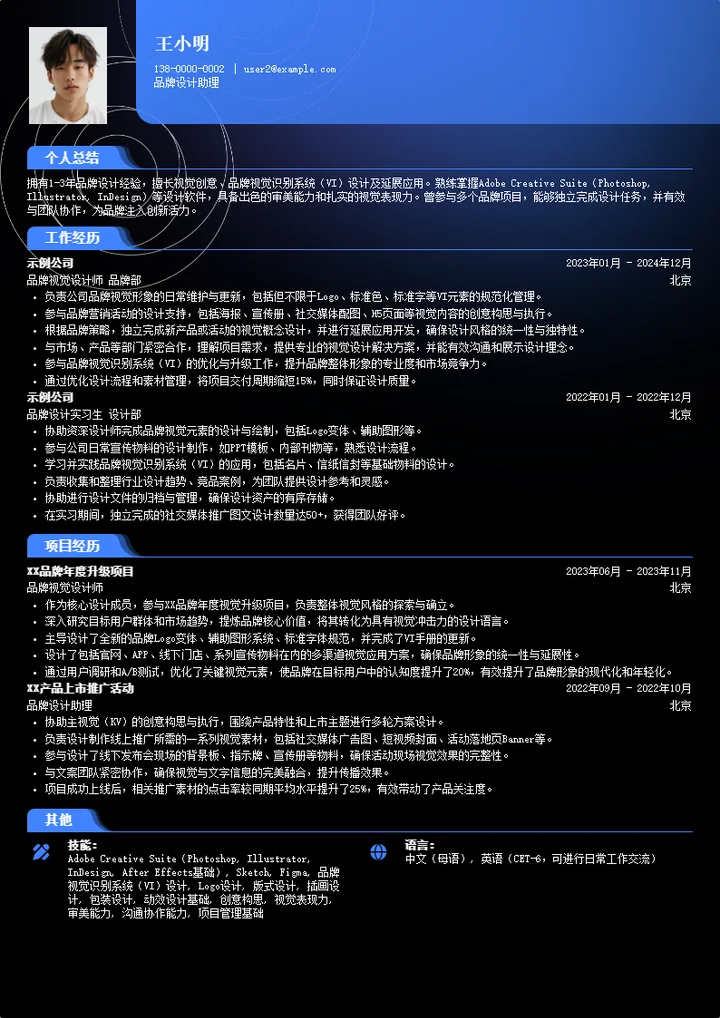 王小明
138-0000-0002 | user2@example.com
品牌设计助理
个人总结
拥有1-3年品牌设计经验，擅长视觉创意、品牌视觉识别系统（VI）设计及延展应用。熟练掌握Adobe Creative Suite（Photoshop,
Illustrator, InDesign）等设计软件，具备出色的审美能力和扎实的视觉表现力。曾参与多个品牌项目，能够独立完成设计任务，并有效
与团队协作，为品牌注入创新活力。
工作经历
示例公司 2023年01月 - 2024年12月
品牌视觉设计师 品牌部 北京
• 负责公司品牌视觉形象的日常维护与更新，包括但不限于Logo、标准色、标准字等VI元素的规范化管理。
• 参与品牌营销活动的设计支持，包括海报、宣传册、社交媒体配图、H5页面等视觉内容的创意构思与执行。
• 根据品牌策略，独立完成新产品或活动的视觉概念设计，并进行延展应用开发，确保设计风格的统一性与独特性。
• 与市场、产品等部门紧密合作，理解项目需求，提供专业的视觉设计解决方案，并能有效沟通和展示设计理念。
• 参与品牌视觉识别系统（VI）的优化与升级工作，提升品牌整体形象的专业度和市场竞争力。
• 通过优化设计流程和素材管理，将项目交付周期缩短15%，同时保证设计质量。
示例公司 2022年01月 - 2022年12月
品牌设计实习生 设计部 北京
• 协助资深设计师完成品牌视觉元素的设计与绘制，包括Logo变体、辅助图形等。
• 参与公司日常宣传物料的设计制作，如PPT模板、内部刊物等，熟悉设计流程。
• 学习并实践品牌视觉识别系统（VI）的应用，包括名片、信纸信封等基础物料的设计。
• 负责收集和整理行业设计趋势、竞品案例，为团队提供设计参考和灵感。
• 协助进行设计文件的归档与管理，确保设计资产的有序存储。
• 在实习期间，独立完成的社交媒体推广图文设计数量达50+，获得团队好评。
项目经历
XX品牌年度升级项目 2023年06月 - 2023年11月
品牌视觉设计师 北京
• 作为核心设计成员，参与XX品牌年度视觉升级项目，负责整体视觉风格的探索与确立。
• 深入研究目标用户群体和市场趋势，提炼品牌核心价值，将其转化为具有视觉冲击力的设计语言。
• 主导设计了全新的品牌Logo变体、辅助图形系统、标准字体规范，并完成了VI手册的更新。
• 设计了包括官网、APP、线下门店、系列宣传物料在内的多渠道视觉应用方案，确保品牌形象的统一性与延展性。
• 通过用户调研和A/B测试，优化了关键视觉元素，使品牌在目标用户中的认知度提升了20%，有效提升了品牌形象的现代化和年轻化。
XX产品上市推广活动 2022年09月 - 2022年10月
品牌设计助理 北京
• 协助主视觉（KV）的创意构思与执行，围绕产品特性和上市主题进行多轮方案设计。
• 负责设计制作线上推广所需的一系列视觉素材，包括社交媒体广告图、短视频封面、活动落地页Banner等。
• 参与设计了线下发布会现场的背景板、指示牌、宣传册等物料，确保活动现场视觉效果的完整性。
• 与文案团队紧密协作，确保视觉与文字信息的完美融合，提升传播效果。
• 项目成功上线后，相关推广素材的点击率较同期平均水平提升了25%，有效带动了产品关注度。
其他
技能：
Adobe Creative Suite（Photoshop, Illustrator,
InDesign, After Effects基础）, Sketch, Figma, 品牌
视觉识别系统（VI）设计, Logo设计, 版式设计, 插画设
计, 包装设计, 动效设计基础, 创意构思, 视觉表现力,
审美能力, 沟通协作能力, 项目管理基础
语言：
中文（母语）, 英语（CET-6, 可进行日常工作交流）